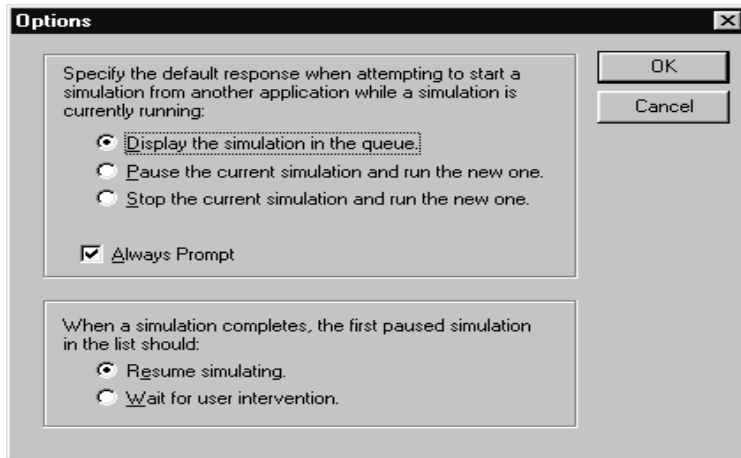 Options
Specify the default response when attempting to start a
simulation from another application while a simulation is
currently running:
Display the simulation in the queue.
Pause the current simulation and run the new one.
Stop the current simulation and run the new one.
Always Prompt
OK
Cancel
When a simulation completes, the first paused simulation
in the list should:
Resume simulating.
Wait for user intervention.